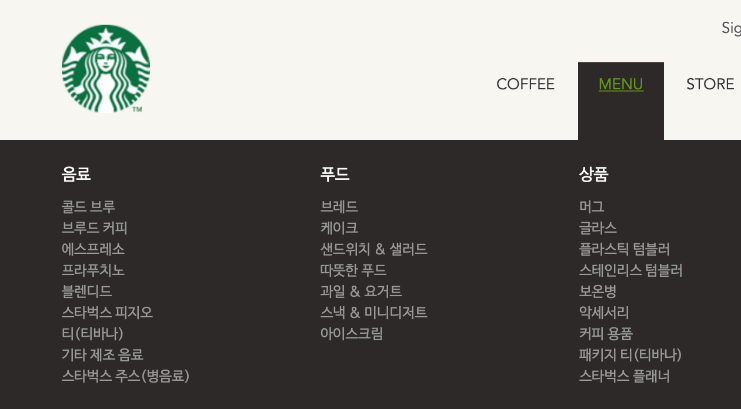 Sig
COFFEE
MENU
STORE
TM
음료
콜드 브루
브루드 커피
에스프레소
프라푸치노
블렌디드
스타벅스 피지오
티(티바나)
기타 제조 음료
스타벅스 주스(병음료)
푸드
브레드
케이크
샌드위치 & 샐러드
따뜻한 푸드
과일 & 요거트
스낵 & 미니디저트
아이스크림
상품
머그
글라스
플라스틱 텀블러
스테인리스 텀블러
보온병
악세서리
커피 용품
패키지 티(티바나)
스타벅스 플래너